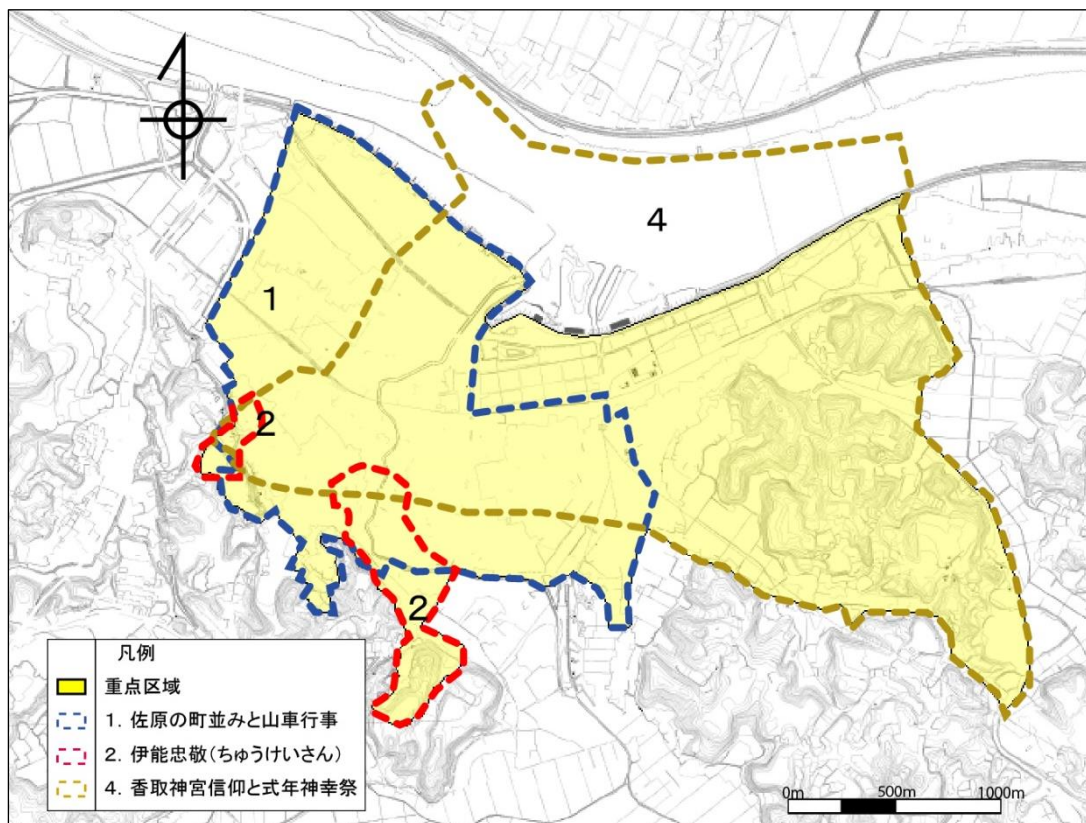 4
1
2
2
凡例
重点区域
1. 佐原の町並みと山車行事
2. 伊能忠敬(ちゅうけいさん)
4. 香取神宮信仰と式年神幸祭
0m 500m 1000m